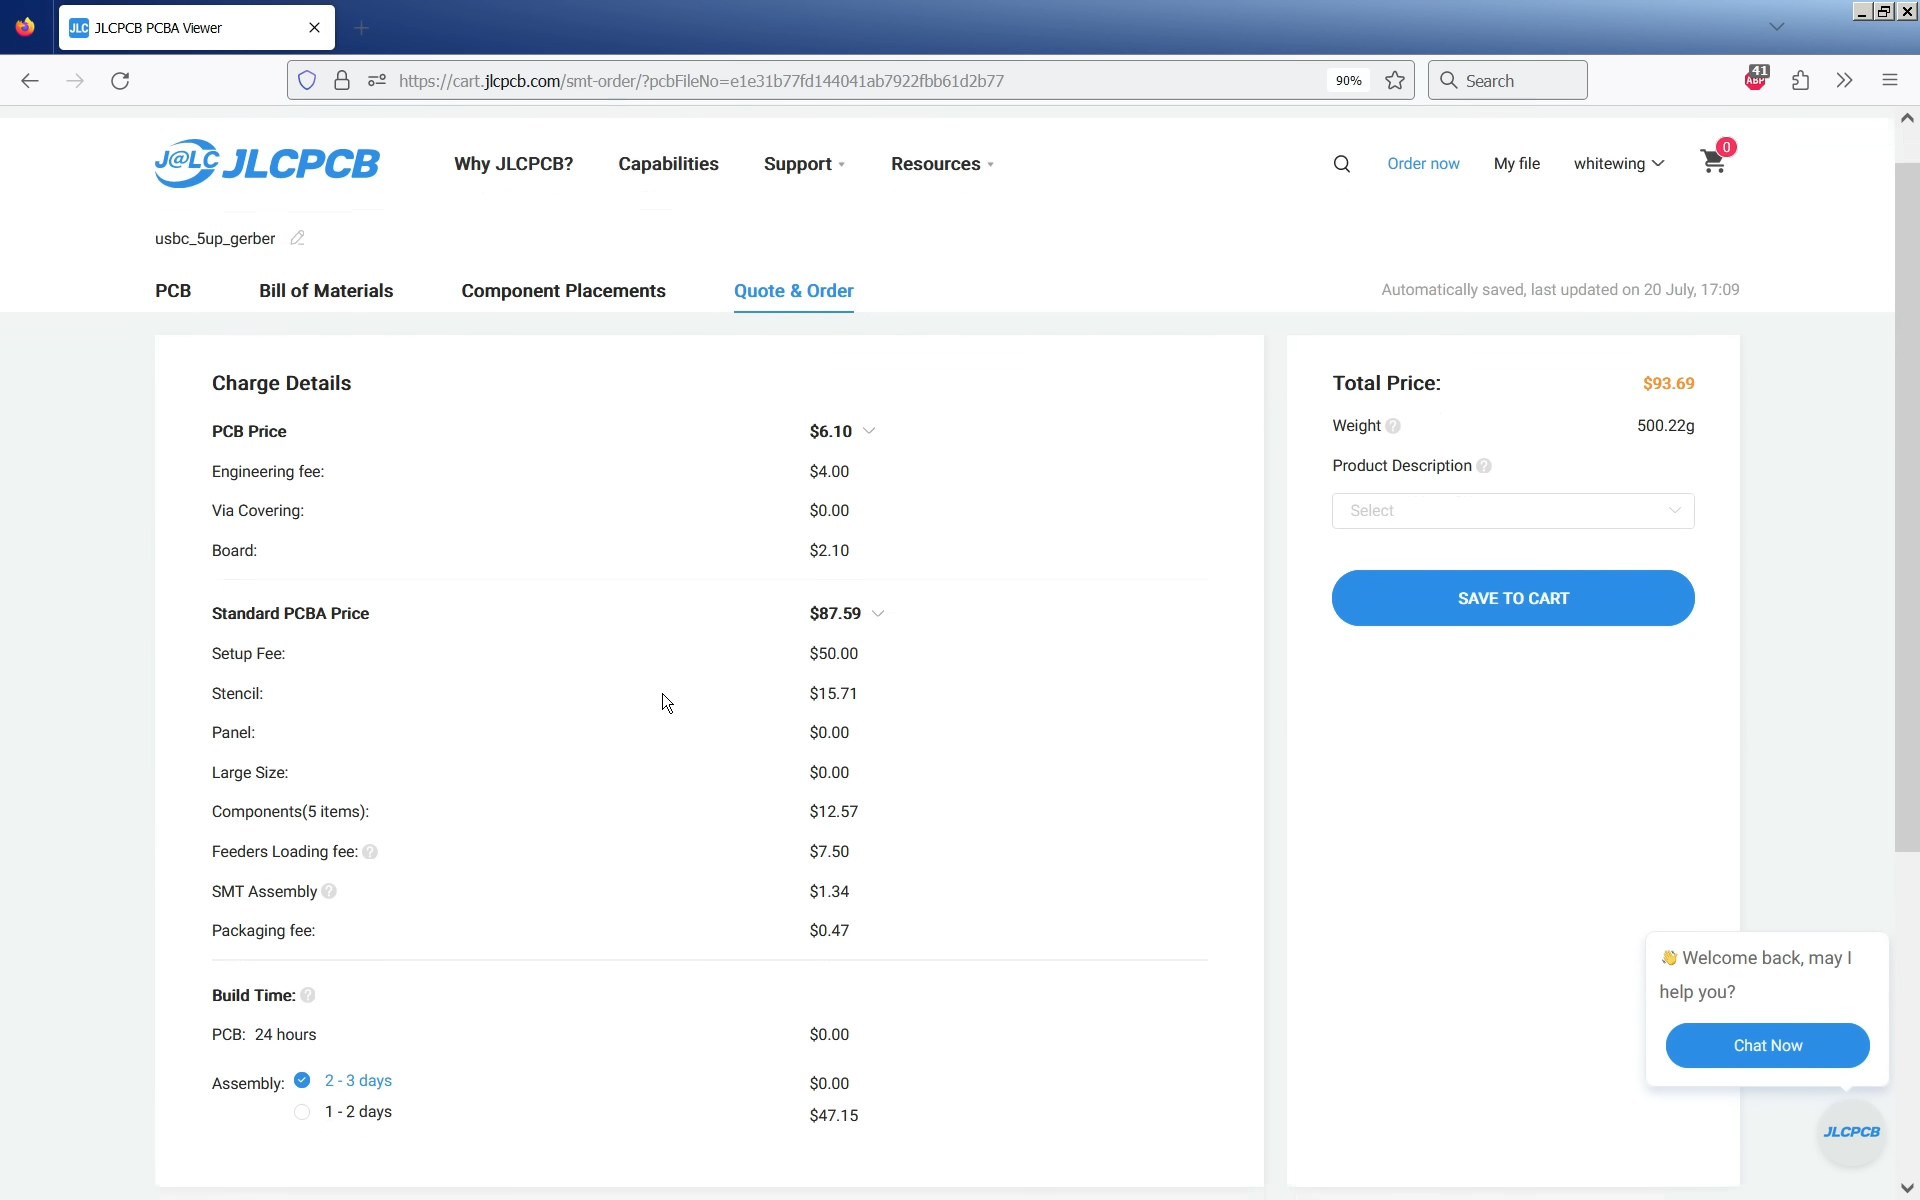 JLC JLCPCB PCBA Viewer
https://cart.jlcpcb.com/smt-order/?pcbFileNo=e1e31b77fd144041ab7922fbb61d2b77
90%
Search
41
ABP
J@LC JLCPCB
Why JLCPCB?
Capabilities
Support
Resources
Order now
My file
whitewing
0
usbc_5up_gerber
PCB
Bill of Materials
Component Placements
Quote & Order
Automatically saved, last updated on 20 July, 17:09
Charge Details
PCB Price $6.10
Engineering fee: $4.00
Via Covering: $0.00
Board: $2.10
Standard PCBA Price $87.59
Setup Fee: $50.00
Stencil: $15.71
Panel: $0.00
Large Size: $0.00
Components(5 items): $12.57
Feeders Loading fee: ? $7.50
SMT Assembly ? $1.34
Packaging fee: $0.47
Build Time: ?
PCB: 24 hours $0.00
Assembly: 2 - 3 days $0.00
1 - 2 days $47.15
Total Price: $93.69
Weight ? 500.22g
Product Description ?
Select
SAVE TO CART
👋 Welcome back, may I
help you?
Chat Now
JLCPCB